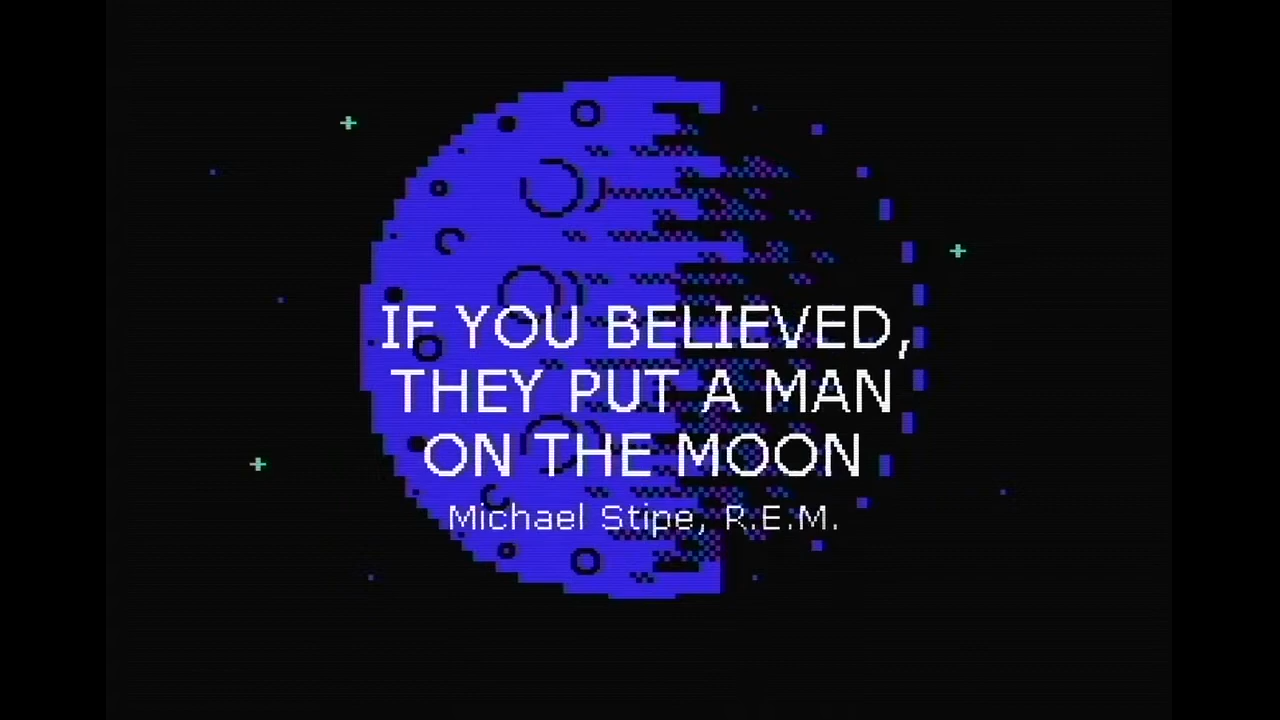 IF YOU BELIEVED,
THEY PUT A MAN
ON THE MOON
Michael Stipe, R.E.M.